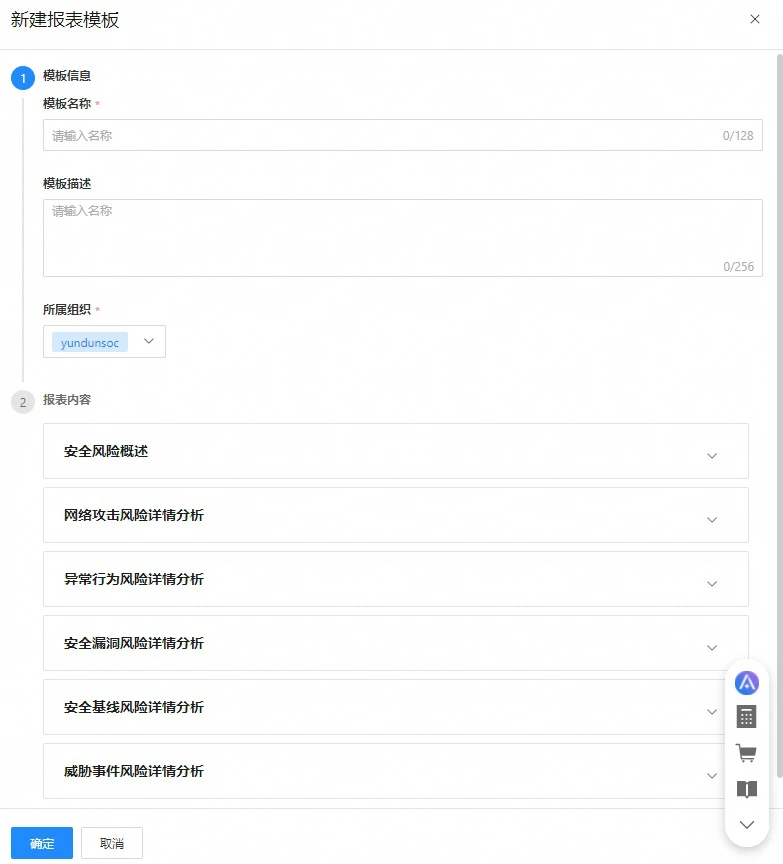 新建报表模板
1 模板信息
模板名称 *
请输入名称 0/128
模板描述
请输入名称
0/256
所属组织 *
yundunsoc
2 报表内容
安全风险概述
网络攻击风险详情分析
异常行为风险详情分析
安全漏洞风险详情分析
安全基线风险详情分析
威胁事件风险详情分析
确定 取消